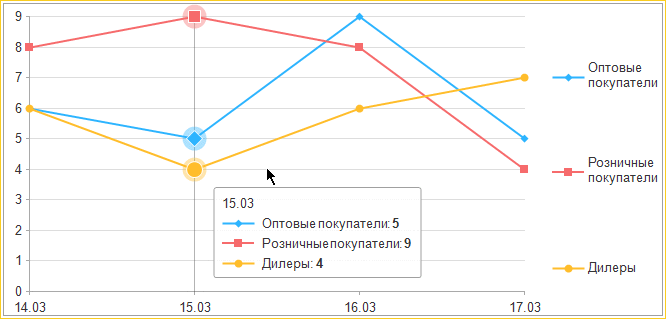 9
8
7
6
5
4
3
2
1
0
14.03
15.03
16.03
17.03
15.03
Оптовые покупатели: 5
Розничные покупатели: 9
Дилеры: 4
Оптовые
покупатели
Розничные
покупатели
Дилеры